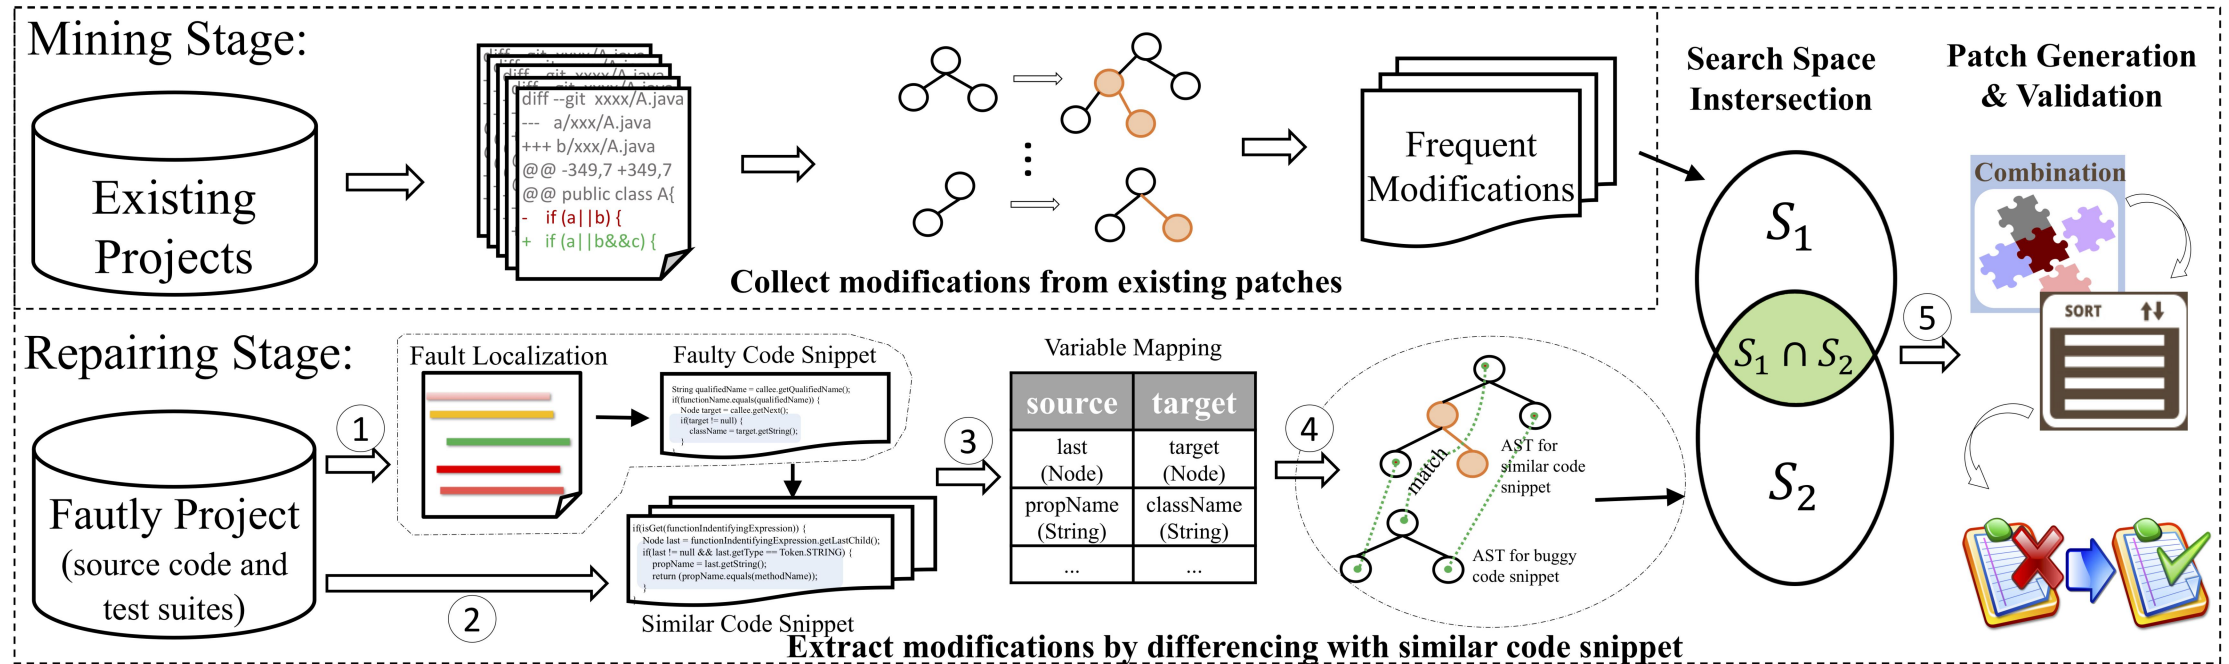 Mining Stage:
Existing
Projects
diff --git xxxx/A.java
--- a/xxx/A.java
+++ b/xxx/A.java
@@ -349,7 +349,7
@@ public class A{
- if (a||b) {
+ if (a||b&&c) {
Frequent
Modifications
Collect modifications from existing patches
Search Space
Instersection
Patch Generation
& Validation
S1
S1 ∩ S2
S2
5
Combination
SORT
Repairing Stage:
Fautly Project
(source code and
test suites)
1
2
Fault Localization
Faulty Code Snippet
String qualifiedName = callee.getQualifiedName();
if(functionName.equals(qualifiedName)) {
Node target = callee.getNext();
if(target != null) {
className = target.getString();
}
if(isGet(functionIndentifyingExpression)) {
Node last = functionIndentifyingExpression.getLastChild();
if(last != null && last.getType == Token.STRING) {
propName = last.getString();
return (propName.equals(methodName));
}
}
Similar Code Snippet
3
Variable Mapping
source target
last target
(Node) (Node)
propName className
(String) (String)
... ...
4
match
AST for
similar code
snippet
AST for buggy
code snippet
Extract modifications by differencing with similar code snippet